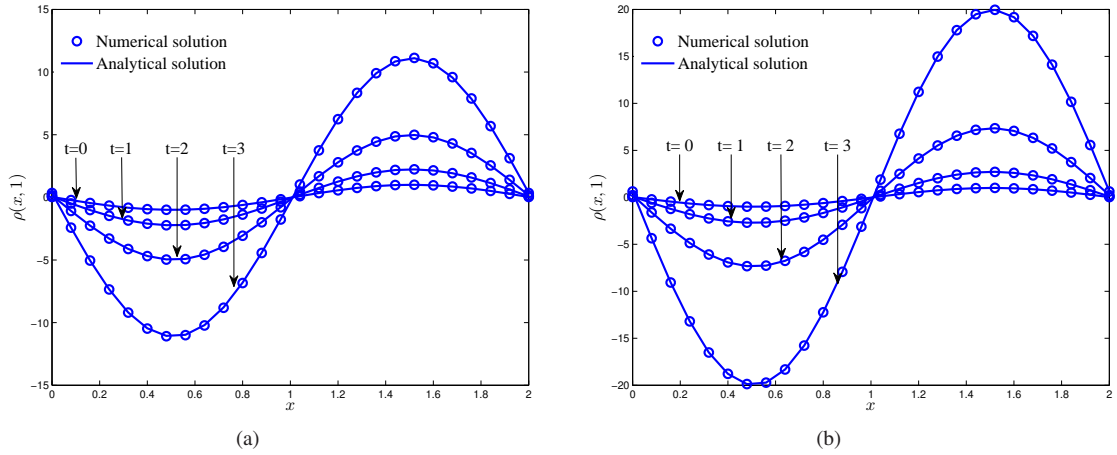 15
10
5
0
−5
−10
−15
0
0.2
0.4
0.6
0.8
1
1.2
1.4
1.6
1.8
2
x
ρ(x, 1)
Numerical solution
Analytical solution
t=0
t=1
t=2
t=3
(a)
20
15
10
5
0
−5
−10
−15
−20
0
0.2
0.4
0.6
0.8
1
1.2
1.4
1.6
1.8
2
x
ρ(x, 1)
Numerical solution
Analytical solution
t= 0
t= 1
t= 2
t= 3
(b)